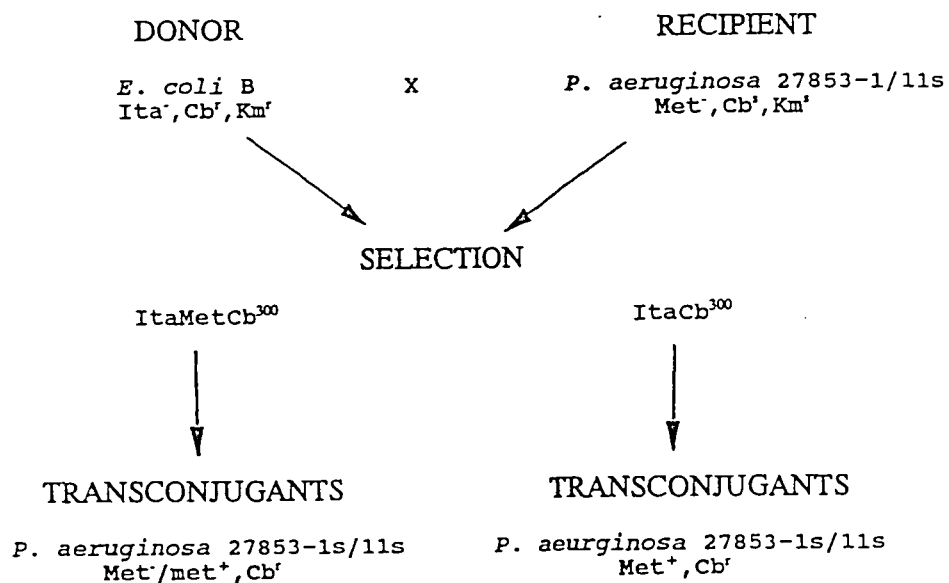 DONOR
RECIPIENT
E. coli B X P. aeruginosa 27853-1/11s
Ita⁻,Cbʳ,Kmʳ
Met⁻,Cbˢ,Kmˢ
SELECTION
ItaMetCb³⁰⁰
ItaCb³⁰⁰
TRANSCONJUGANTS
TRANSCONJUGANTS
P. aeruginosa 27853-1s/11s
P. aeurginosa 27853-1s/11s
Met⁻/met⁺,Cbʳ
Met⁺,Cbʳ